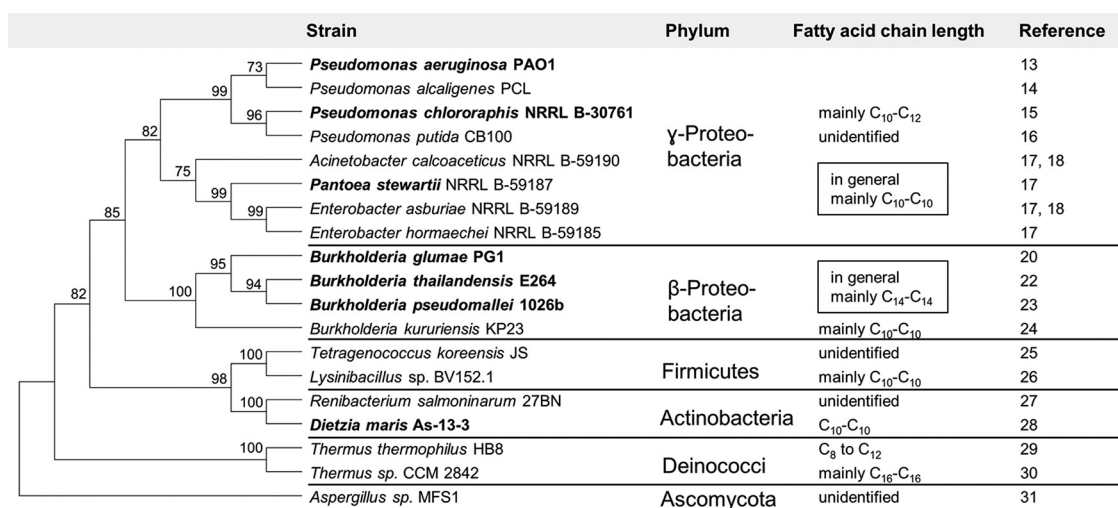 Strain Phylum Fatty acid chain length Reference
73 Pseudomonas aeruginosa PAO1 13
99 Pseudomonas alcaligenes PCL 14
96 Pseudomonas chlororaphis NRRL B-30761 mainly C₁₀-C₁₂ 15
82 Pseudomonas putida CB100 unidentified 16
ɣ-Proteo-
bacteria
75 Acinetobacter calcoaceticus NRRL B-59190 17, 18
99 Pantoea stewartii NRRL B-59187 17
in general
mainly C₁₀-C₁₀
99 Enterobacter asburiae NRRL B-59189 17, 18
85 Enterobacter hormaechei NRRL B-59185 17
95 Burkholderia glumae PG1 20
94 Burkholderia thailandensis E264 22
in general
mainly C₁₄-C₁₄
β-Proteo-
bacteria
82 100 Burkholderia pseudomallei 1026b 23
Burkholderia kururiensis KP23 mainly C₁₀-C₁₀ 24
100 Tetragenococcus koreensis JS unidentified 25
98 Lysinibacillus sp. BV152.1 Firmicutes mainly C₁₀-C₁₀ 26
100 Renibacterium salmoninarum 27BN unidentified 27
Dietzia maris As-13-3 Actinobacteria C₁₀-C₁₀ 28
100 Thermus thermophilus HB8 C₈ to C₁₂ 29
Thermus sp. CCM 2842 Deinococci mainly C₁₆-C₁₆ 30
Aspergillus sp. MFS1 Ascomycota unidentified 31